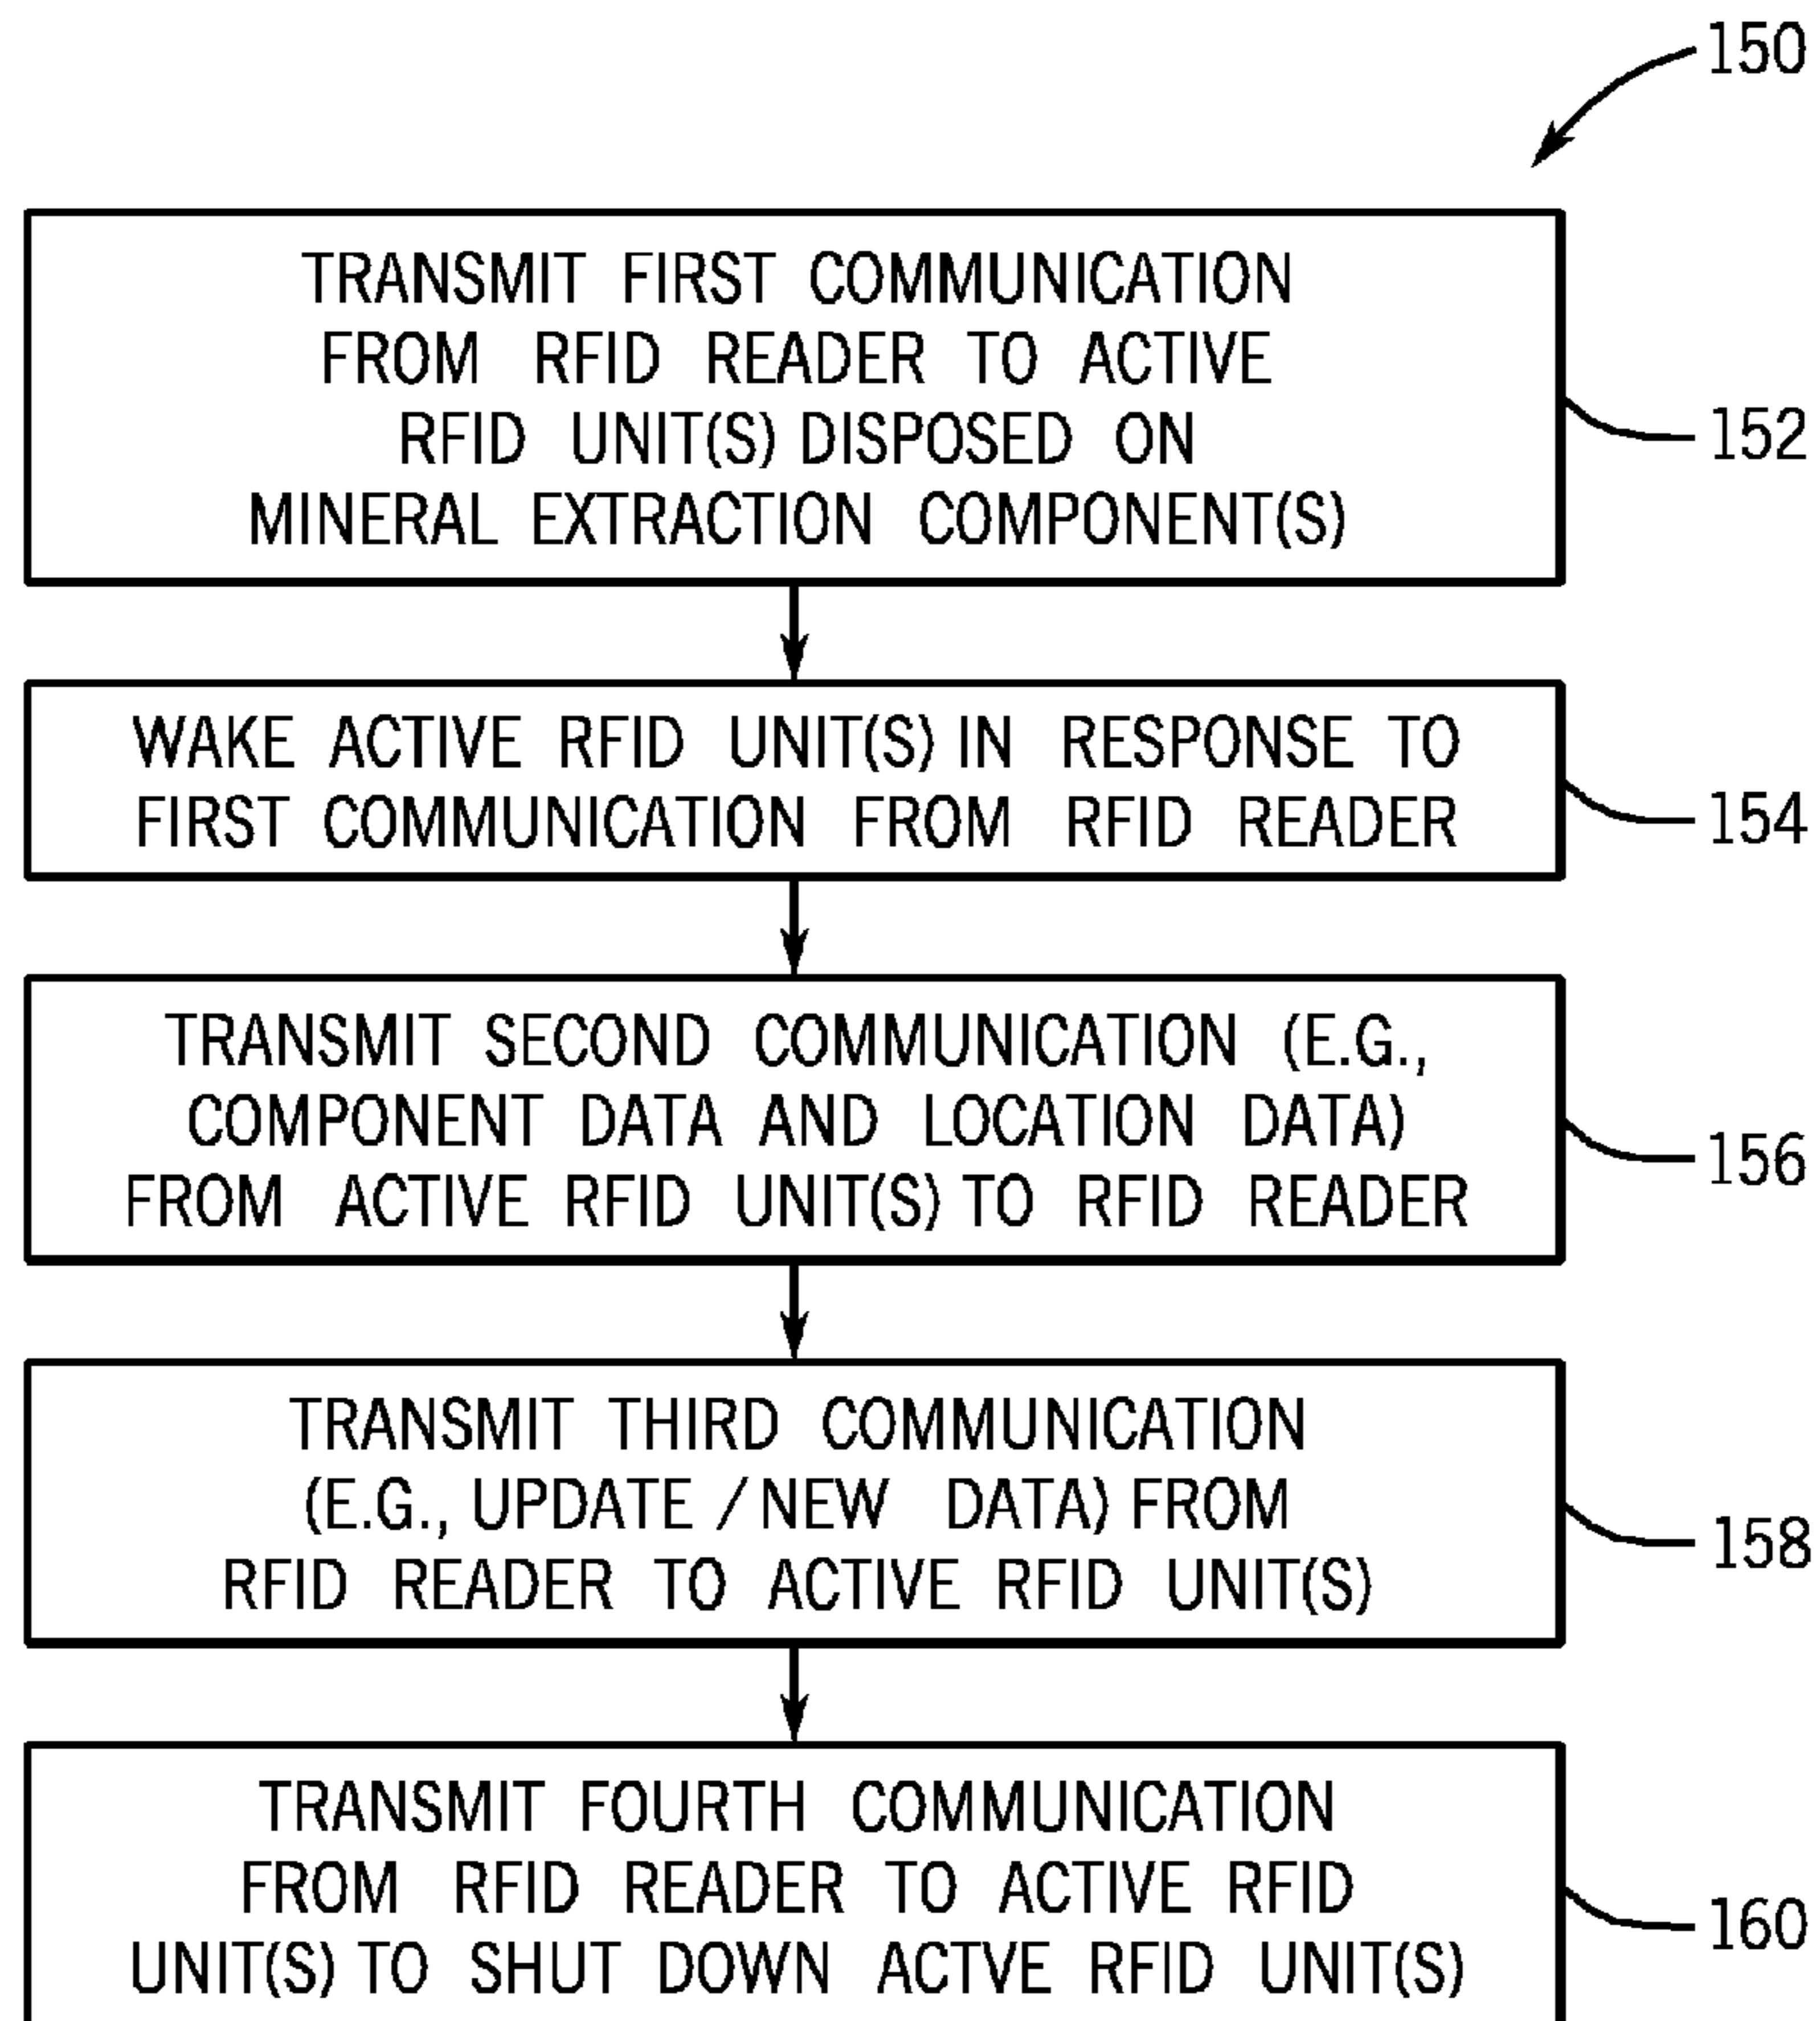 150
TRANSMIT FIRST COMMUNICATION
FROM RFID READER TO ACTIVE
RFID UNIT(S) DISPOSED ON
MINERAL EXTRACTION COMPONENT(S)
152
WAKE ACTIVE RFID UNIT(S) IN RESPONSE TO
FIRST COMMUNICATION FROM RFID READER
154
TRANSMIT SECOND COMMUNICATION (E.G.,
COMPONENT DATA AND LOCATION DATA)
FROM ACTIVE RFID UNIT(S) TO RFID READER
156
TRANSMIT THIRD COMMUNICATION
(E.G., UPDATE / NEW DATA) FROM
RFID READER TO ACTIVE RFID UNIT(S)
158
TRANSMIT FOURTH COMMUNICATION
FROM RFID READER TO ACTIVE RFID
UNIT(S) TO SHUT DOWN ACTVE RFID UNIT(S)
160